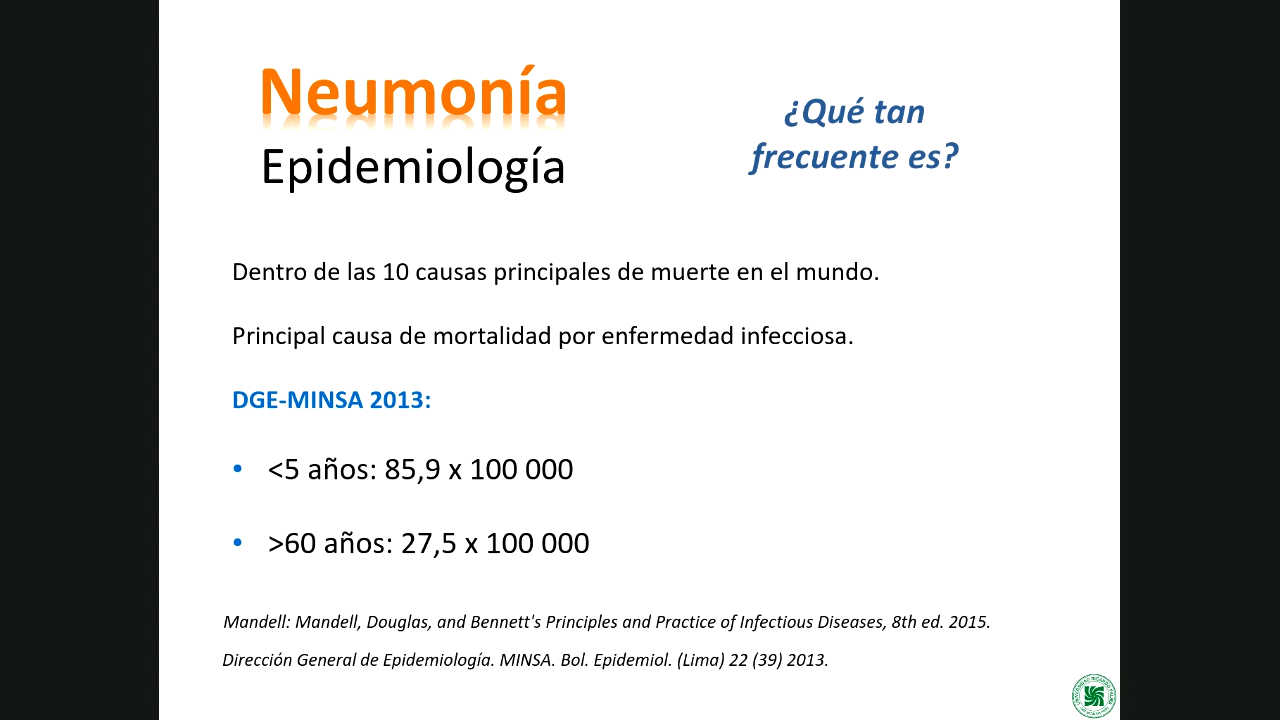 Neumonía
Epidemiología
¿Qué tan
frecuente es?
Dentro de las 10 causas principales de muerte en el mundo.
Principal causa de mortalidad por enfermedad infecciosa.
DGE-MINSA 2013:
• <5 años: 85,9 x 100 000
• >60 años: 27,5 x 100 000
Mandell: Mandell, Douglas, and Bennett's Principles and Practice of Infectious Diseases, 8th ed. 2015.
Dirección General de Epidemiología. MINSA. Bol. Epidemiol. (Lima) 22 (39) 2013.
UNIVERSIDAD RICARDO PALMA